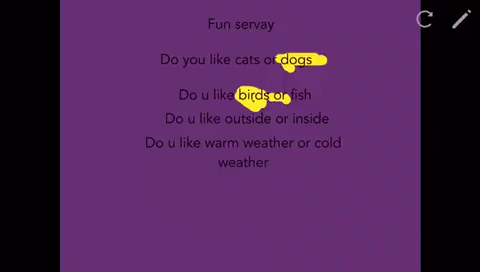 Fun servay
Do you like cats or dogs
Do u like birds or fish
Do u like outside or inside
Do u like warm weather or cold
weather